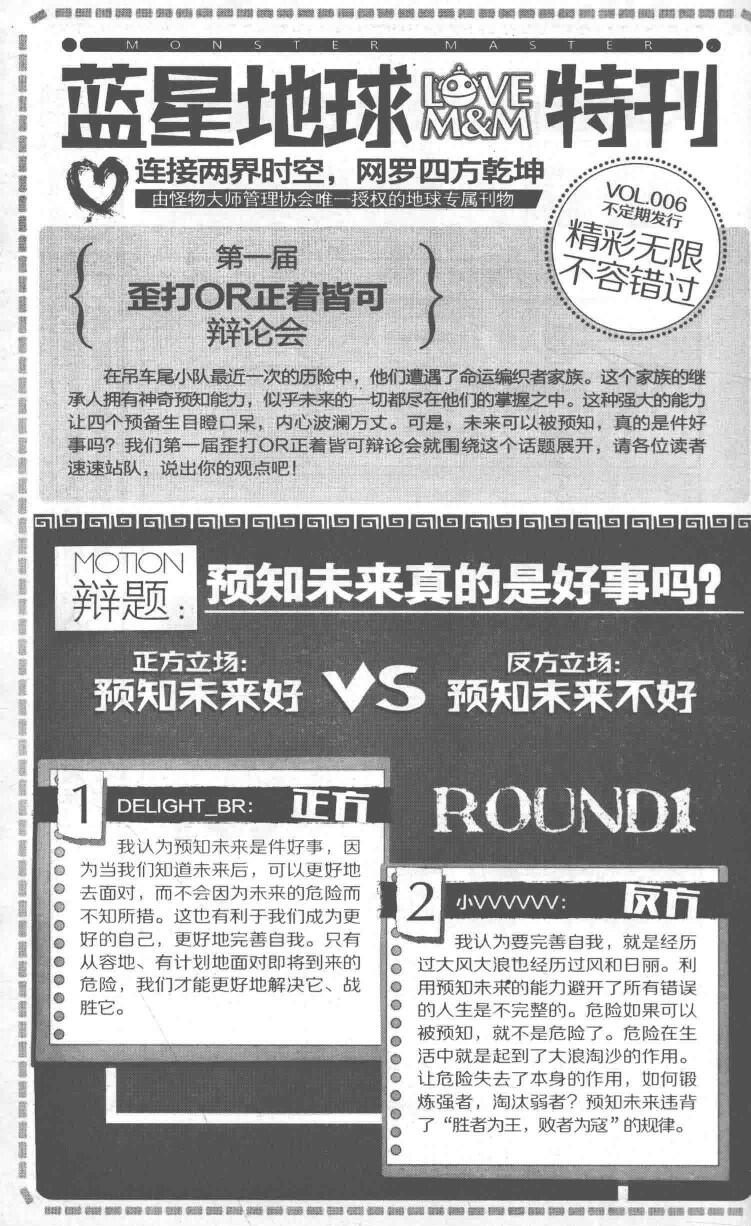 MONSTER MASTER
蓝星地球 LOVE M&M 特刊
连接两界时空，网罗四方乾坤
由怪物大师管理协会唯一授权的地球专属刊物
VOL.006
不定期发行
精彩无限
不容错过
第一届
歪打OR正着皆可
辩论会
在吊车尾小队最近一次的历险中，他们遭遇了命运编织者家族。这个家族的继
承人拥有神奇预知能力，似乎未来的一切都尽在他们的掌握之中。这种强大的能力
让四个预备生目瞪口呆，内心波澜万丈。可是，未来可以被预知，真的是件好
事吗？我们第一届歪打OR正着皆可辩论会就围绕这个话题展开，请各位读者
速速站队，说出你的观点吧！
MOTION
辩题：
预知未来真的是好事吗？
正方立场：
预知未来好
VS
反方立场：
预知未来不好
ROUND1
1 DELIGHT_BR： 正方
我认为预知未来是件好事，因
为当我们知道未来后，可以更好地
去面对，而不会因为未来的危险而
不知所措。这也有利于我们成为更
好的自己，更好地完善自我。只有
从容地、有计划地面对即将到来的
危险，我们才能更好地解决它、战
胜它。
2 小VVVVVV： 反方
我认为要完善自我，就是经历
过大风大浪也经历过风和日丽。利
用预知未来的能力避开了所有错误
的人生是不完整的。危险如果可以
被预知，就不是危险了。危险在生
活中就是起到了大浪淘沙的作用。
让危险失去了本身的作用，如何锻
炼强者，淘汰弱者？预知未来违背
了“胜者为王，败者为寇”的规律。